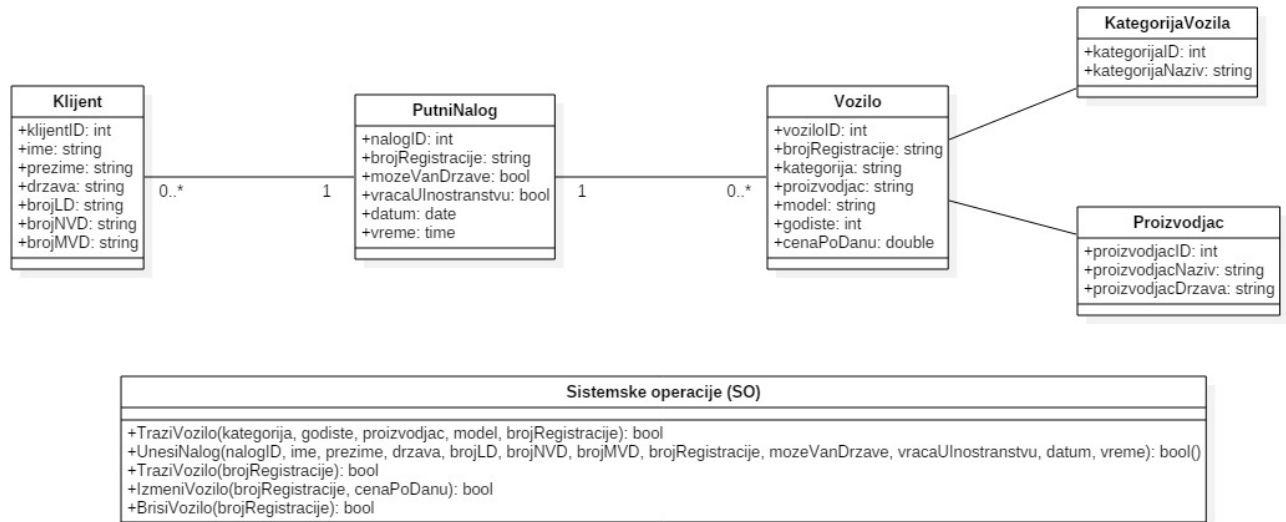 KategorijaVozila
+kategorijaID: int
+kategorijaNaziv: string
Klijent
+klijentID: int
+ime: string
+prezime: string
+drzava: string
+brojLD: string
+brojNVD: string
+brojMVD: string
0..*
1
PutniNalog
+nalogID: int
+brojRegistracije: string
+mozeVanDrzave: bool
+vracaUInostranstvu: bool
+datum: date
+vreme: time
1
0..*
Vozilo
+voziloID: int
+brojRegistracije: string
+kategorija: string
+proizvodjac: string
+model: string
+godiste: int
+cenaPoDanu: double
Proizvodjac
+proizvodjacID: int
+proizvodjacNaziv: string
+proizvodjacDrzava: string
Sistemske operacije (SO)
+TraziVozilo(kategorija, godiste, proizvodjac, model, brojRegistracije): bool
+UnesiNalog(nalogID, ime, prezime, drzava, brojLD, brojNVD, brojMVD, brojRegistracije, mozeVanDrzave, vracaUInostranstvu, datum, vreme): bool()
+TraziVozilo(brojRegistracije): bool
+IzmeniVozilo(brojRegistracije, cenaPoDanu): bool
+BrisiVozilo(brojRegistracije): bool